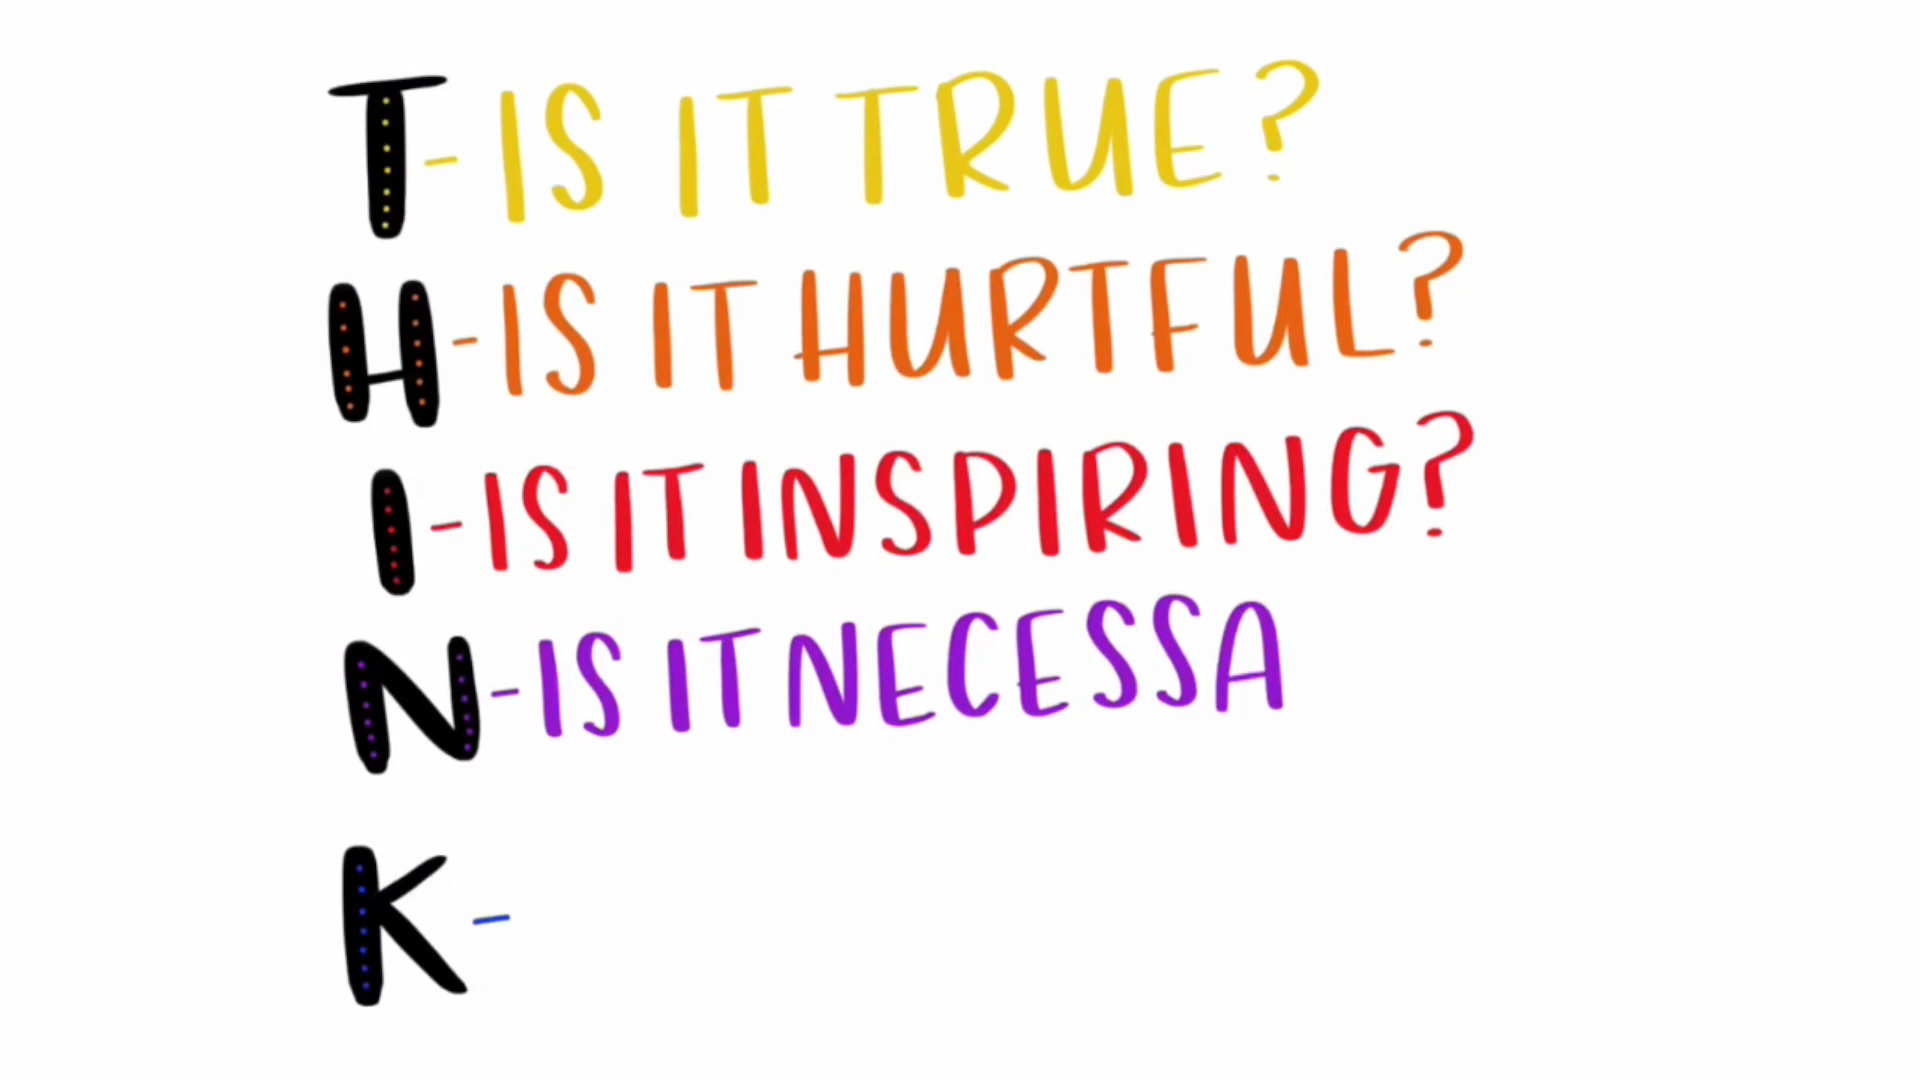 T - IS IT TRUE?
H - IS IT HURTFUL?
I - IS IT INSPIRING?
N - IS IT NECESSA
K -